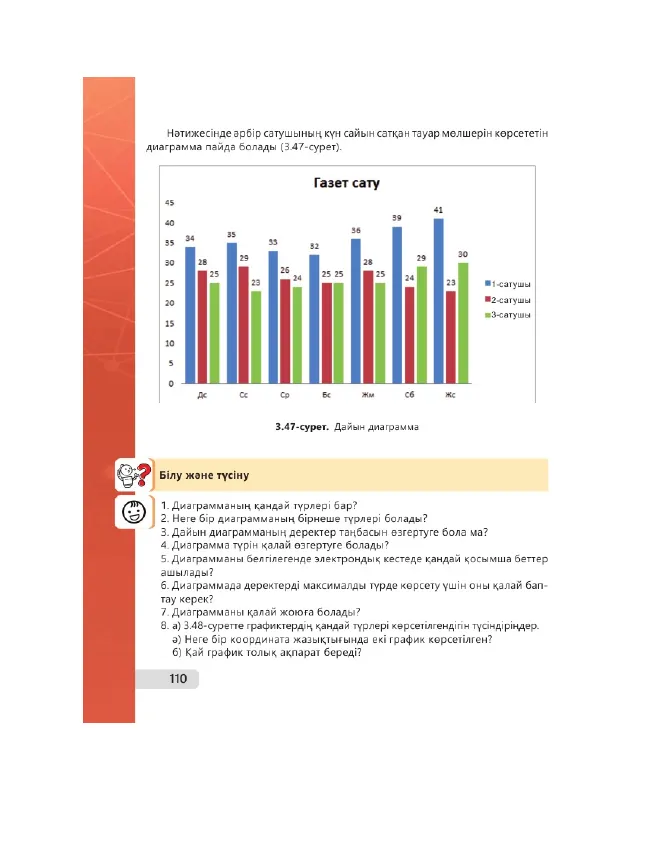 Нәтижесінде әрбір сатушының күн сайын сатқан тауар мөлшерін көрсететін
диаграмма пайда болады (3.47-сурет).
Газет сату
45
40
35
30
25
20
15
10
5
0
34 28 25 35 29 23 33 26 24 32 25 25 36 28 25 39 24 29 41 23 30
Дс Сс Ср Бс Жм Сб Жс
1-сатушы
2-сатушы
3-сатушы
3.47-сурет. Дайын диаграмма
Білу және түсіну
1. Диаграмманың қандай түрлері бар?
2. Неге бір диаграмманың бірнеше түрлері болады?
3. Дайын диаграмманың деректер таңбасын өзгертуге бола ма?
4. Диаграмма түрін қалай өзгертуге болады?
5. Диаграмманы белгілегенде электрондық кестеде қандай қосымша беттер
ашылады?
6. Диаграммада деректерді максималды түрде көрсету үшін оны қалай бап-
тау керек?
7. Диаграмманы қалай жоюға болады?
8. а) 3.48-суретте графиктердің қандай түрлері көрсетілгендігін түсіндіріңдер.
ә) Неге бір координата жазықтығында екі график көрсетілген?
б) Қай график толық ақпарат береді?
110